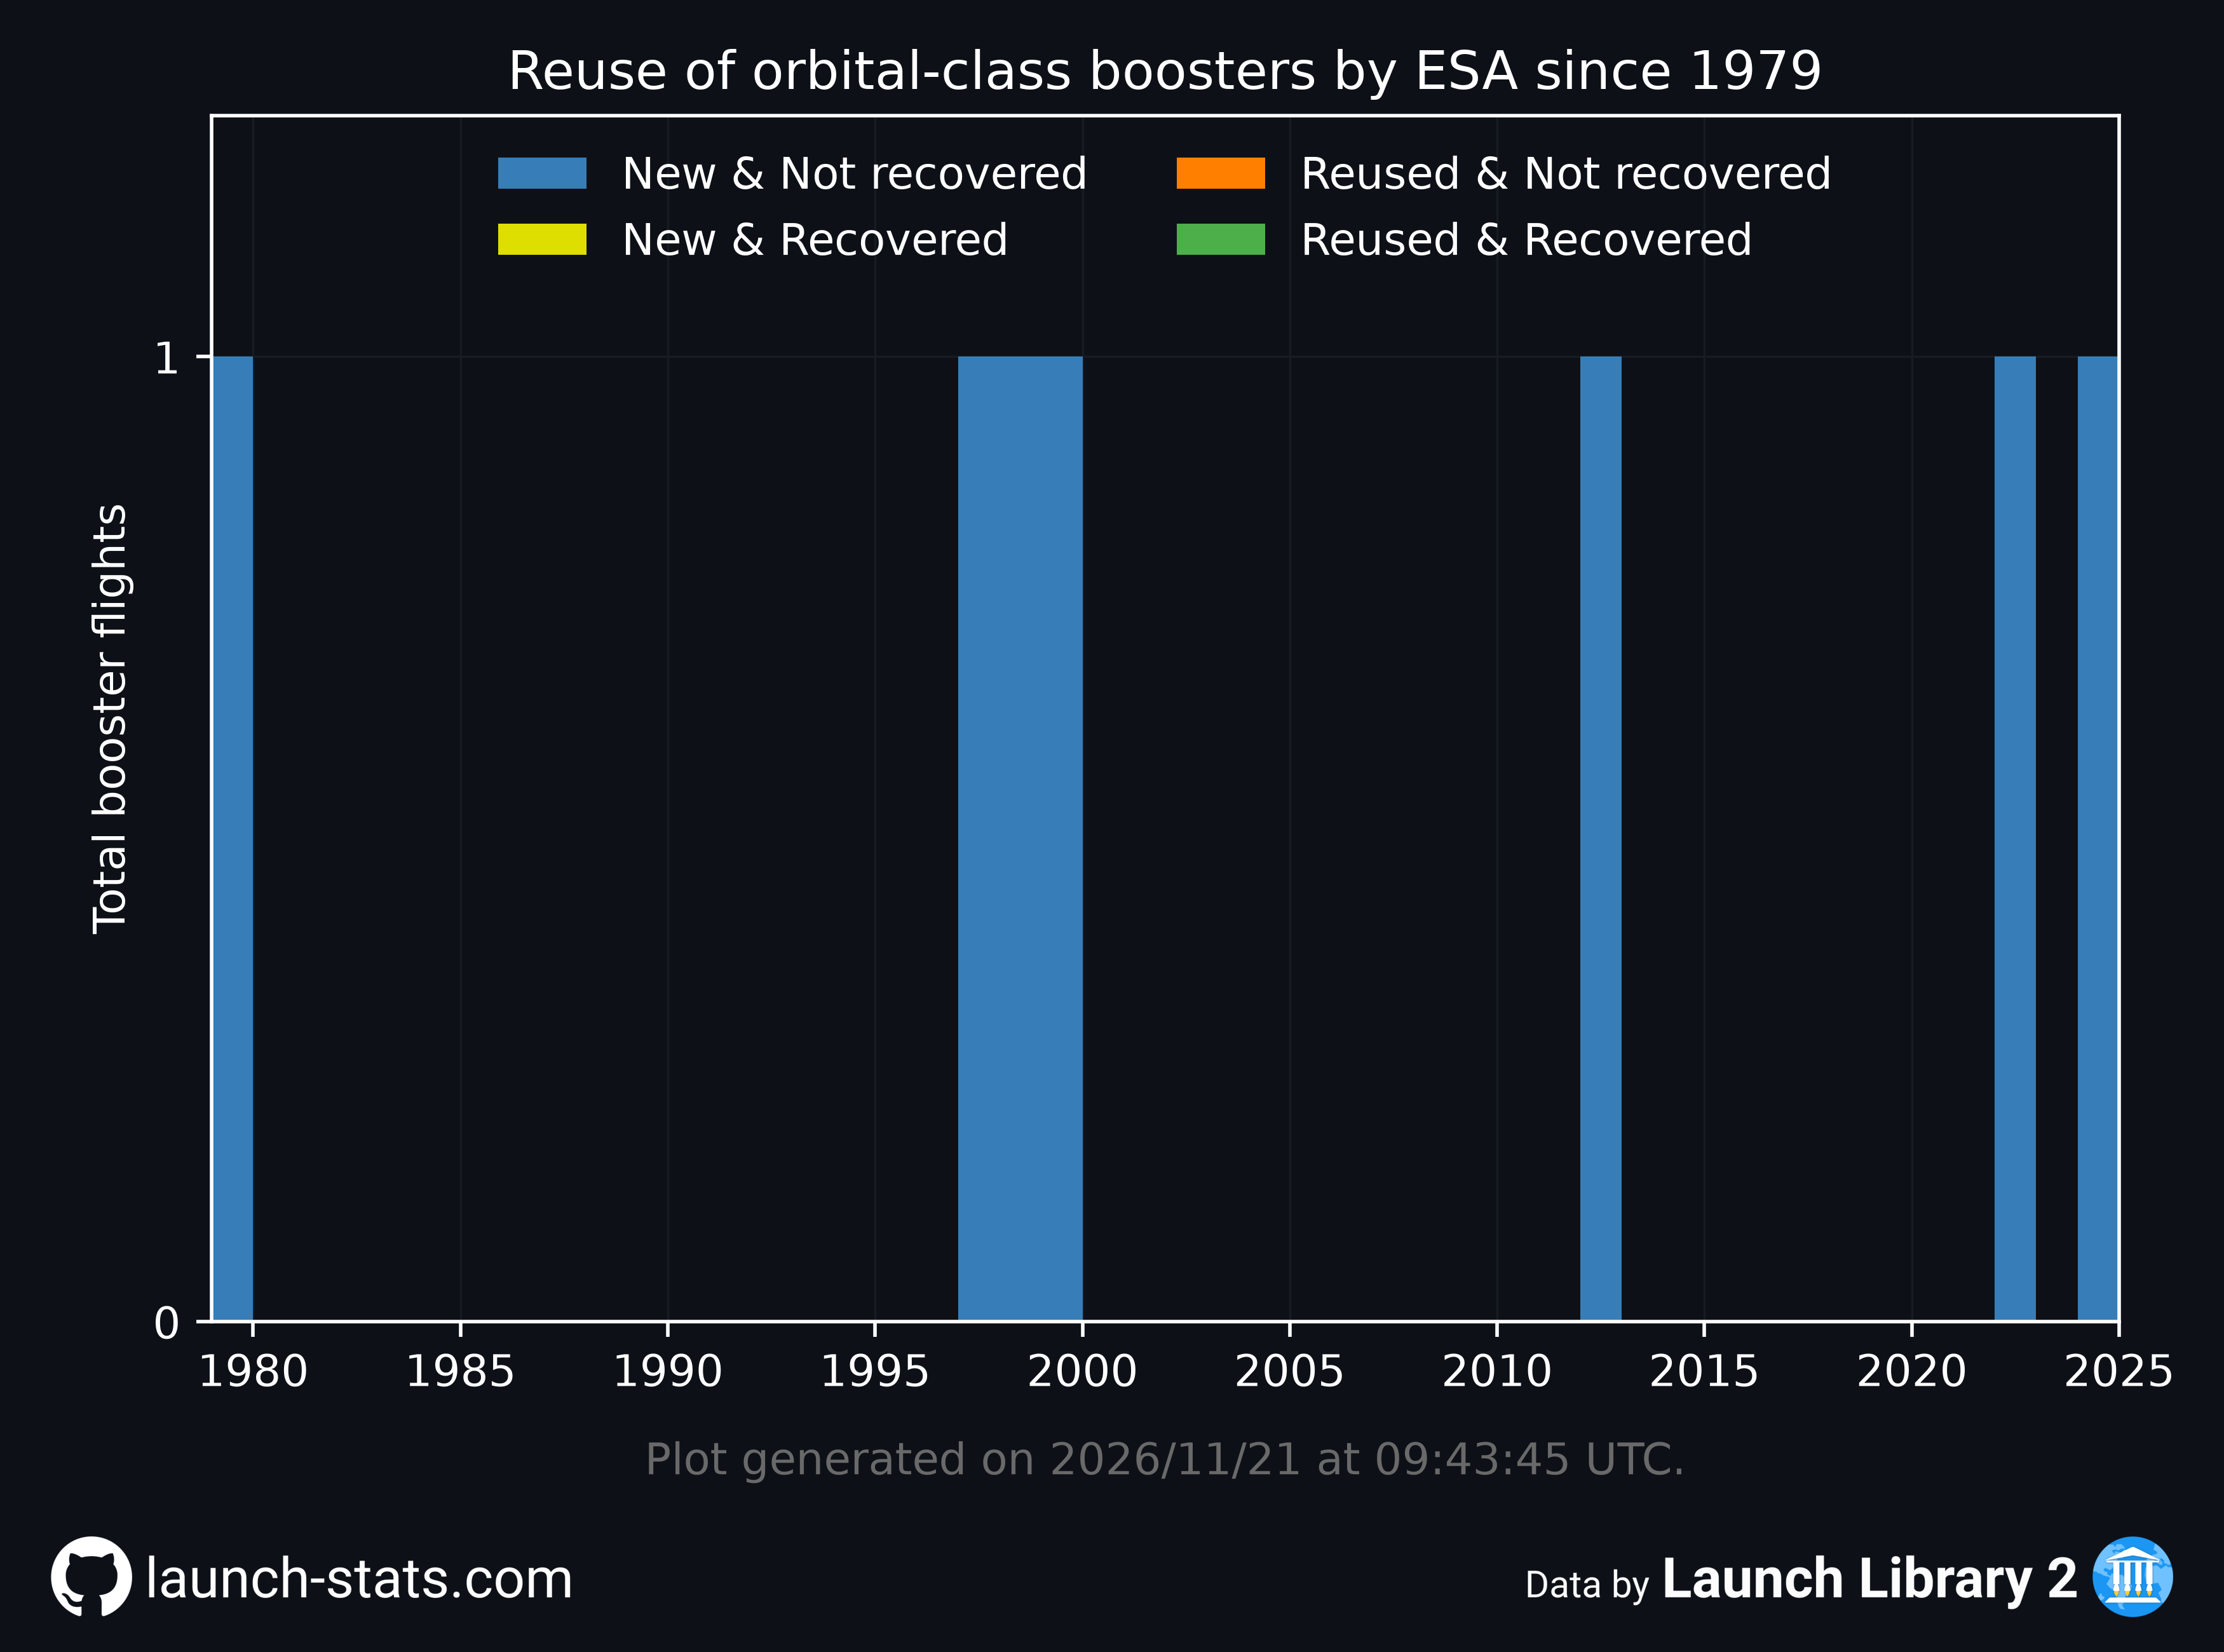 Reuse of orbital-class boosters by ESA since 1979
New & Not recovered
Reused & Not recovered
New & Recovered
Reused & Recovered
1
Total booster flights
0
1980 1985 1990 1995 2000 2005 2010 2015 2020 2025
Plot generated on 2026/11/21 at 09:43:45 UTC.
launch-stats.com
Data by Launch Library 2